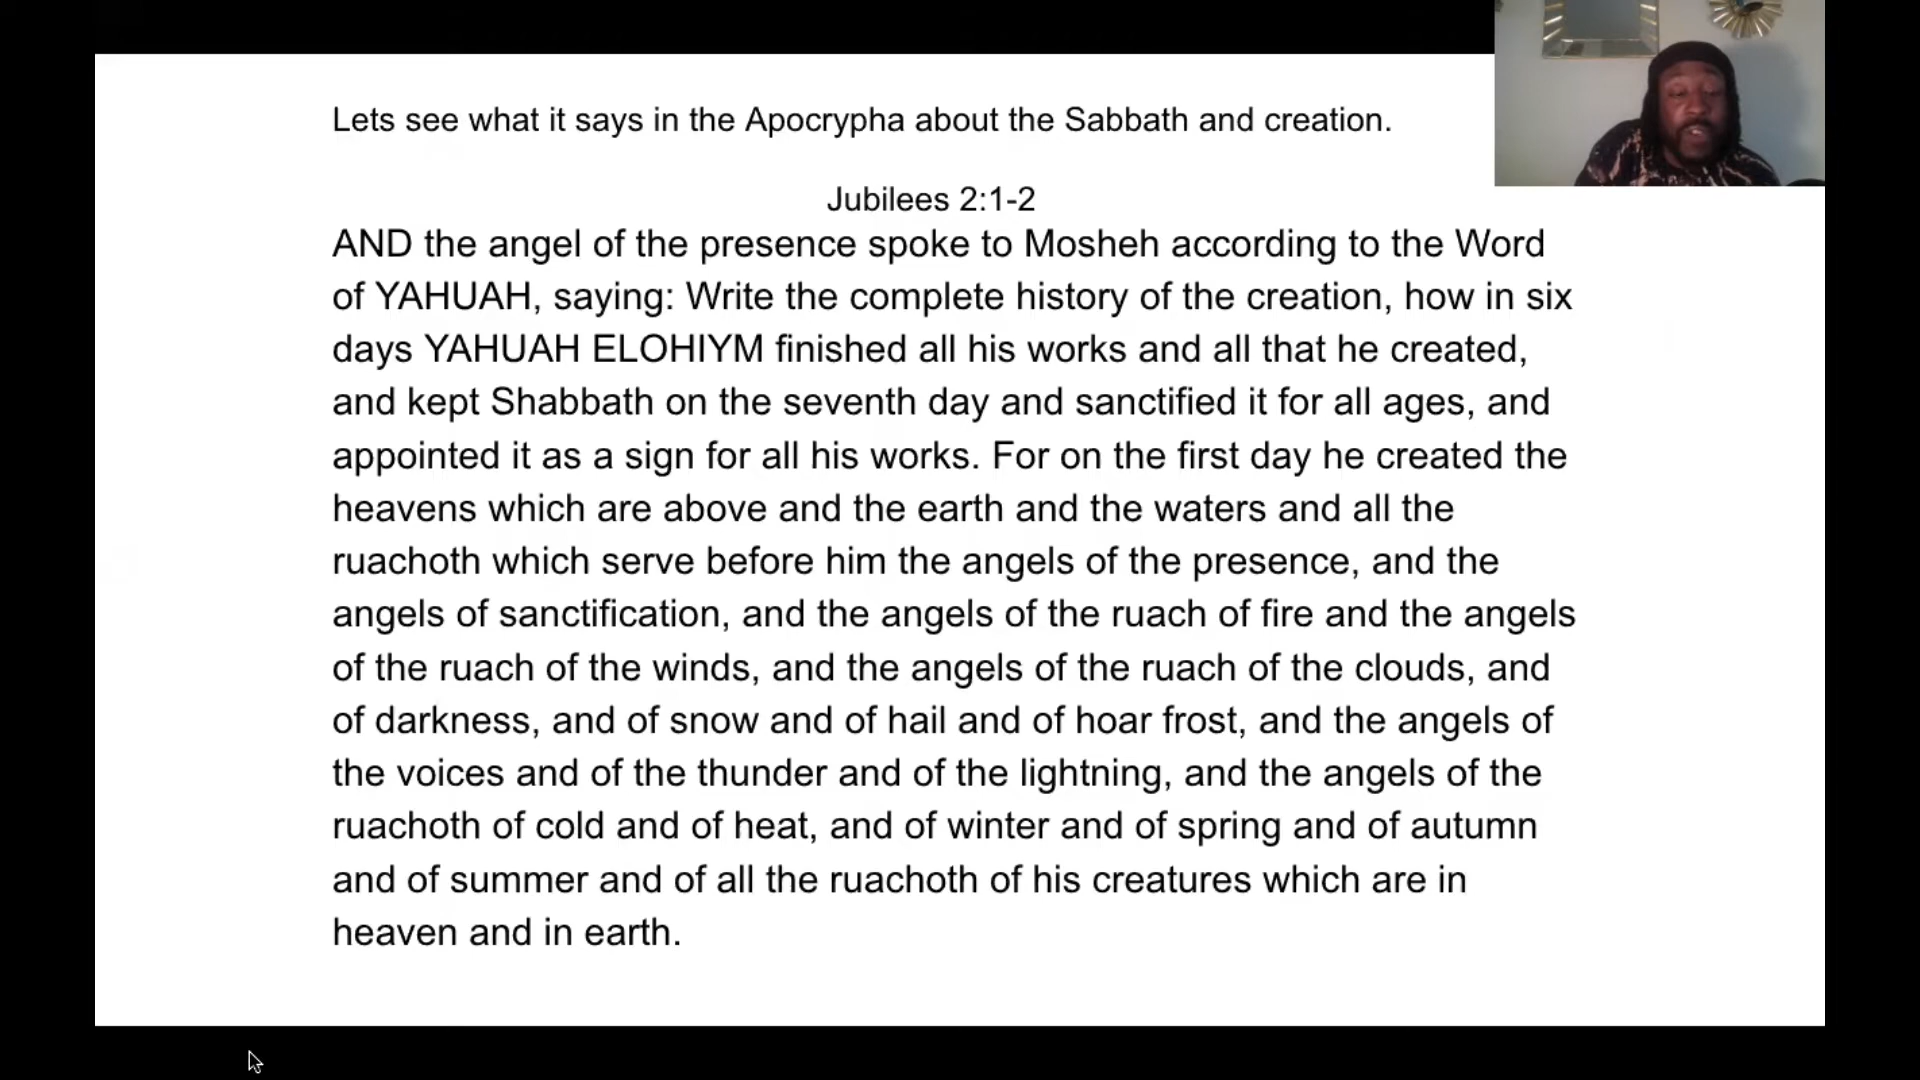 Lets see what it says in the Apocrypha about the Sabbath and creation.
Jubilees 2:1-2
AND the angel of the presence spoke to Mosheh according to the Word
of YAHUAH, saying: Write the complete history of the creation, how in six
days YAHUAH ELOHIYM finished all his works and all that he created,
and kept Shabbath on the seventh day and sanctified it for all ages, and
appointed it as a sign for all his works. For on the first day he created the
heavens which are above and the earth and the waters and all the
ruachoth which serve before him the angels of the presence, and the
angels of sanctification, and the angels of the ruach of fire and the angels
of the ruach of the winds, and the angels of the ruach of the clouds, and
of darkness, and of snow and of hail and of hoar frost, and the angels of
the voices and of the thunder and of the lightning, and the angels of the
ruachoth of cold and of heat, and of winter and of spring and of autumn
and of summer and of all the ruachoth of his creatures which are in
heaven and in earth.